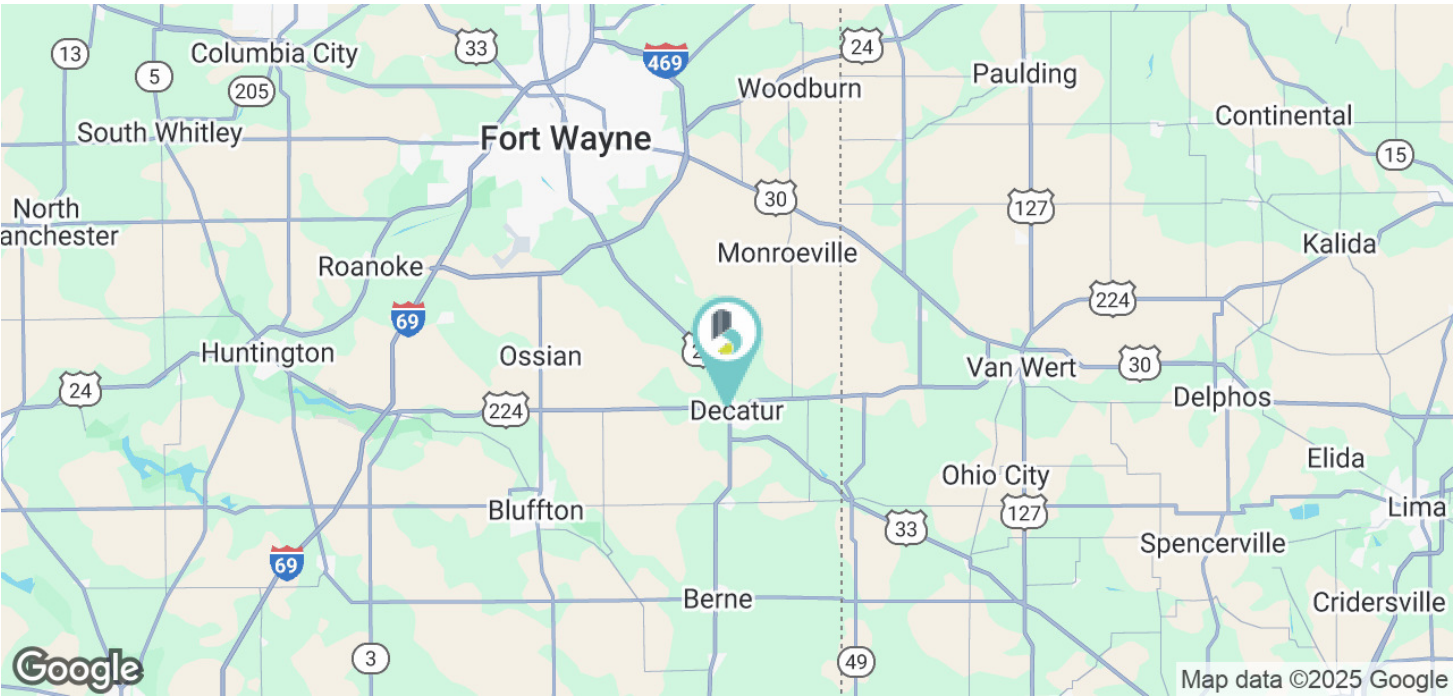 13
Columbia City
33
469
24
5
205
Woodburn
Paulding
Continental
South Whitley
Fort Wayne
15
30
127
North
anchester
Monroeville
Kalida
Roanoke
224
69
Huntington
Ossian
Van Wert
30
24
224
Decatur
Delphos
Elida
Ohio City
Bluffton
127
Lima
33
Spencerville
69
Berne
Cridersville
3
49
Google
Map data ©2025 Google